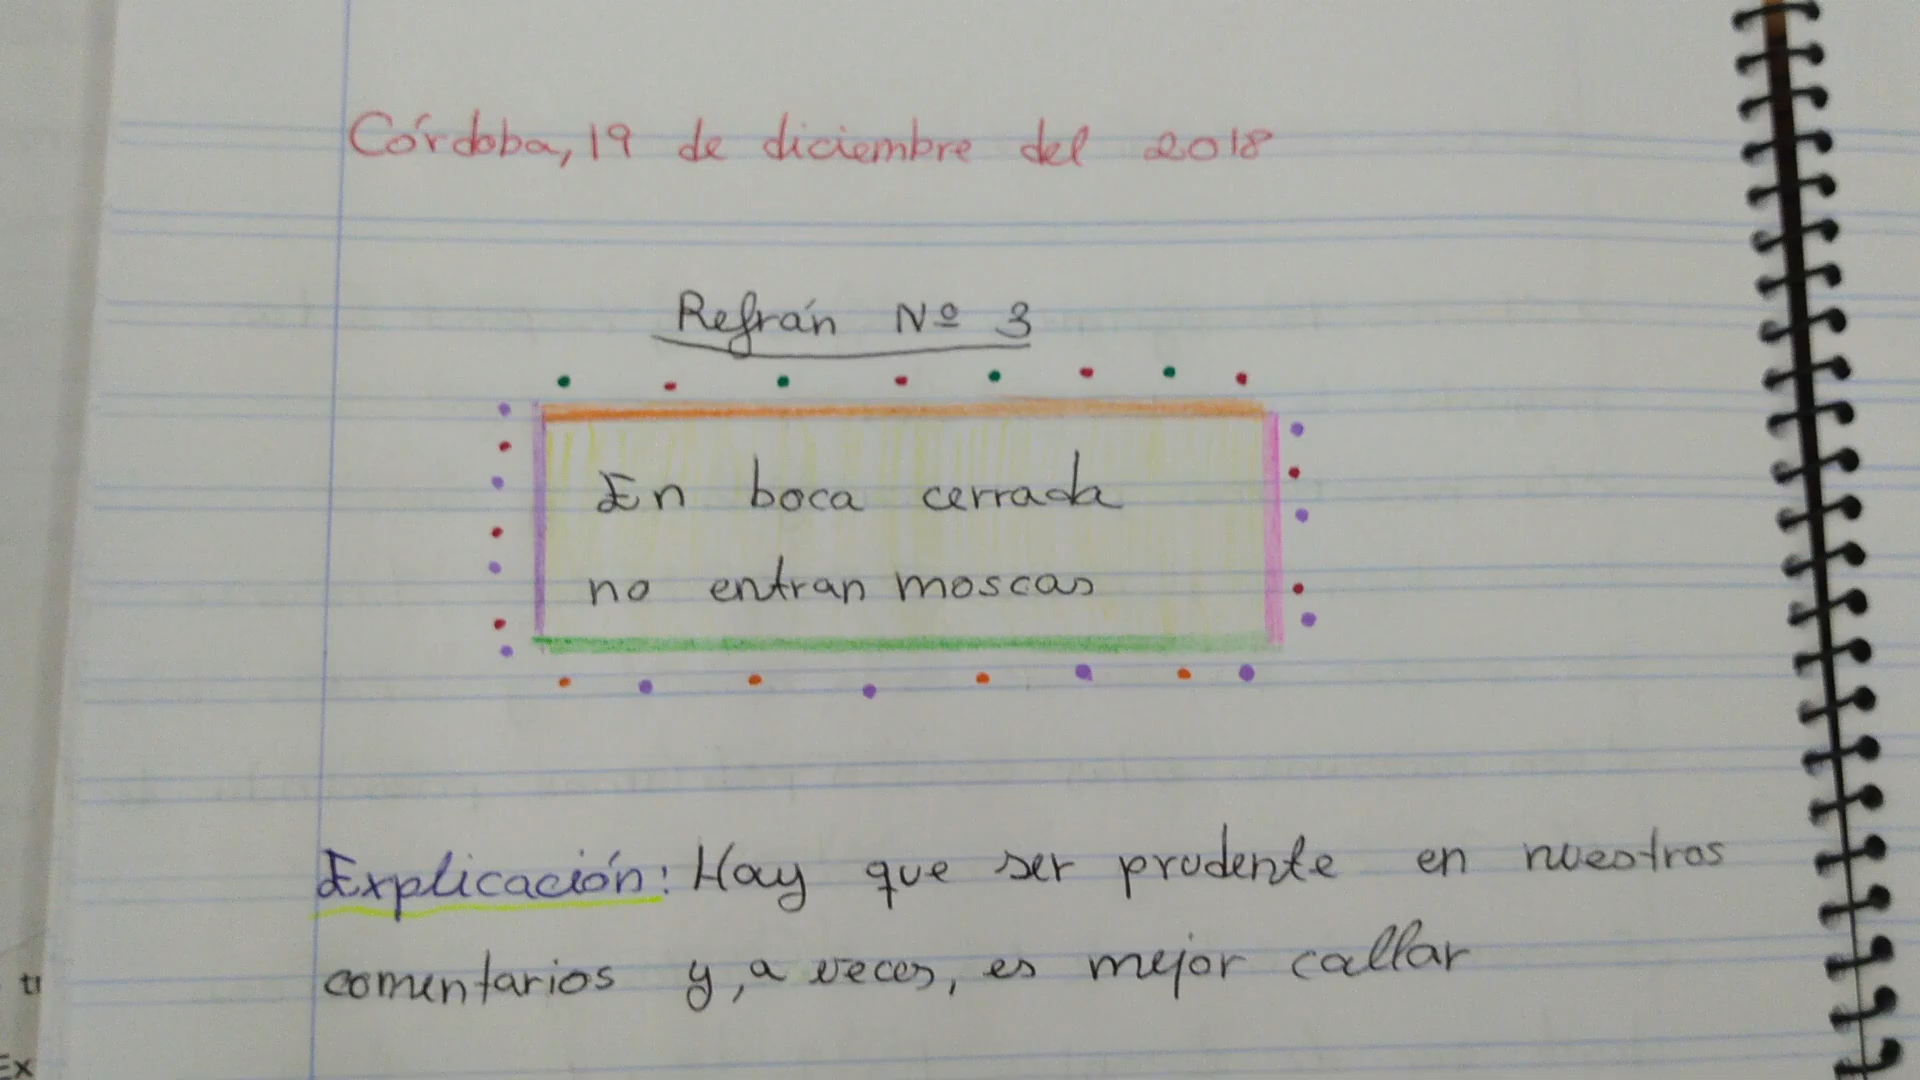 Córdoba, 19 de diciembre del 2018
Refrán Nº 3
En boca cerrada
no entran moscas
Explicación: Hay que ser prudente en nuestros
comentarios y, a veces, es mejor callar